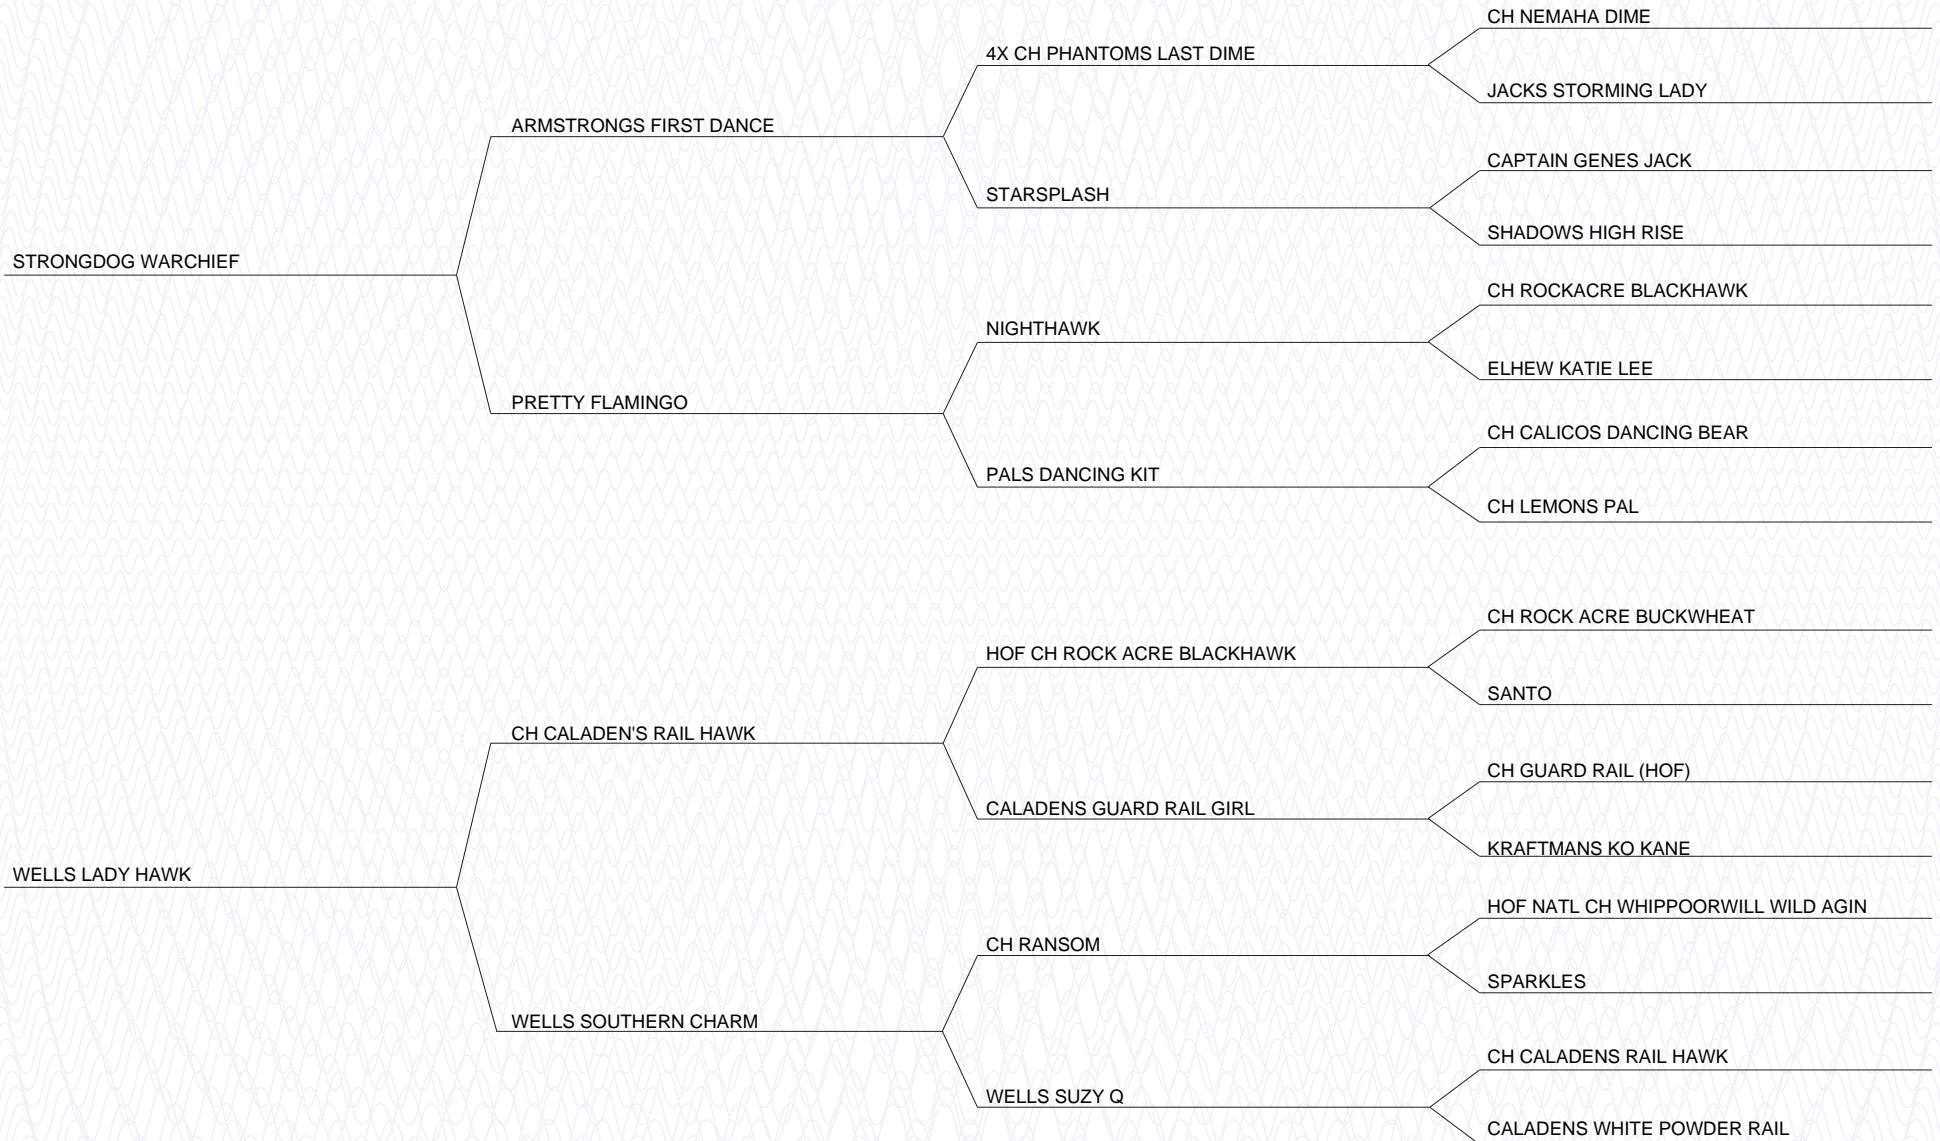 CH NEMAHA DIME
4X CH PHANTOMS LAST DIME
JACKS STORMING LADY
ARMSTRONGS FIRST DANCE
CAPTAIN GENES JACK
STARSPLASH
SHADOWS HIGH RISE
STRONGDOG WARCHIEF
CH ROCKACRE BLACKHAWK
NIGHTHAWK
ELHEW KATIE LEE
PRETTY FLAMINGO
CH CALICOS DANCING BEAR
PALS DANCING KIT
CH LEMONS PAL
CH ROCK ACRE BUCKWHEAT
HOF CH ROCK ACRE BLACKHAWK
SANTO
CH CALADEN'S RAIL HAWK
CH GUARD RAIL (HOF)
CALADENS GUARD RAIL GIRL
KRAFTMANS KO KANE
WELLS LADY HAWK
HOF NATL CH WHIPPOORWILL WILD AGIN
CH RANSOM
SPARKLES
WELLS SOUTHERN CHARM
CH CALADENS RAIL HAWK
WELLS SUZY Q
CALADENS WHITE POWDER RAIL